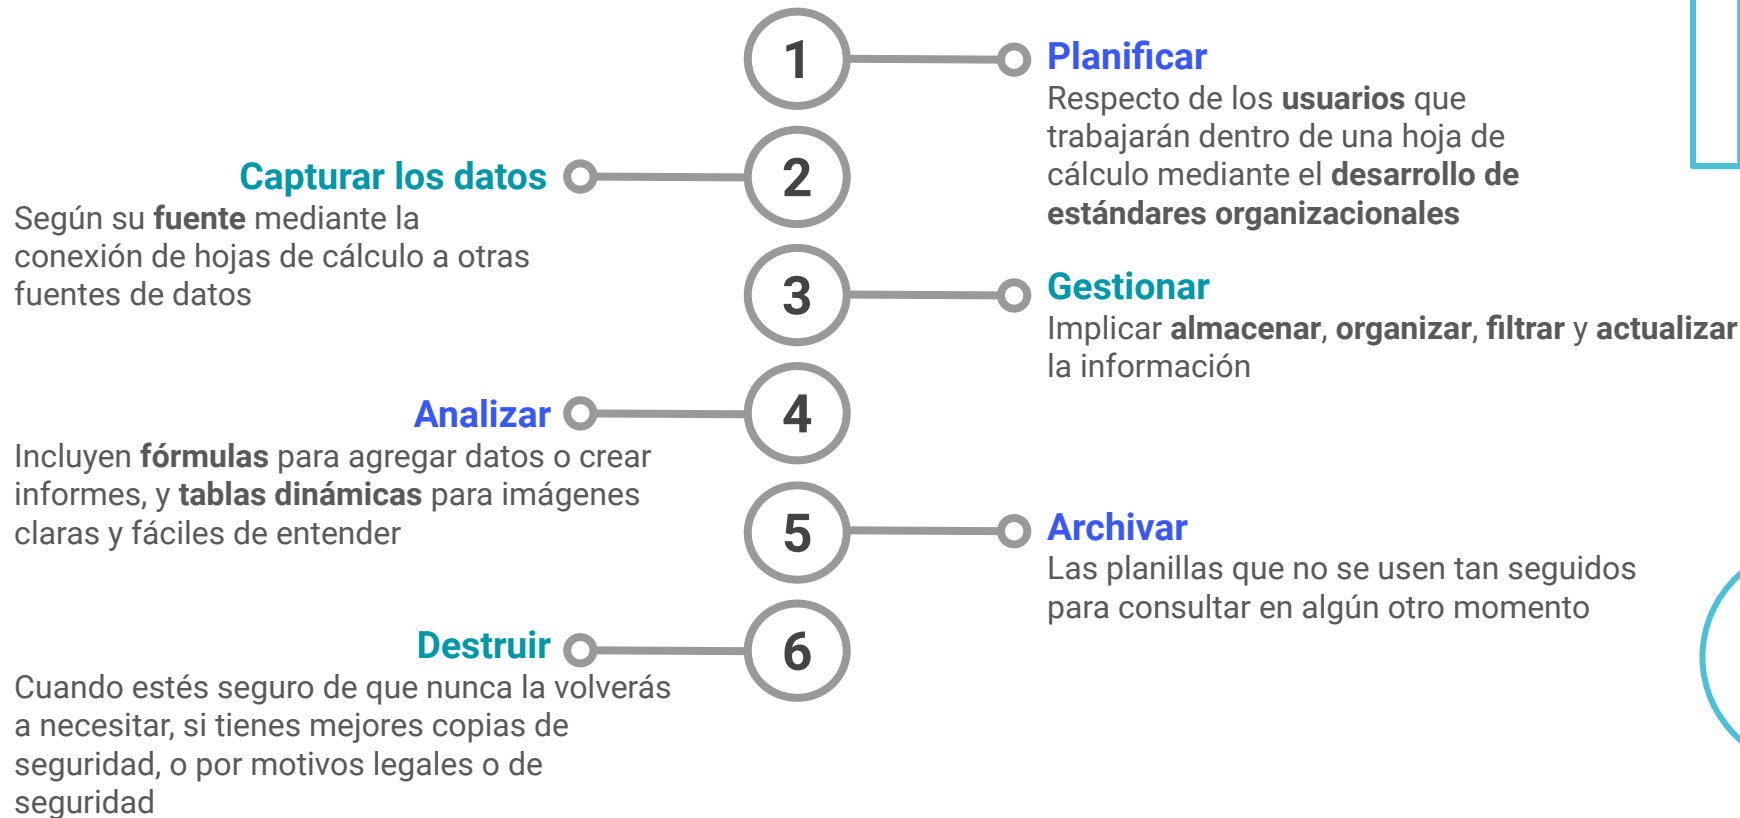 1
Planificar
Respecto de los usuarios que
trabajarán dentro de una hoja de
cálculo mediante el desarrollo de
estándares organizacionales
2
Capturar los datos
Según su fuente mediante la
conexión de hojas de cálculo a otras
fuentes de datos
3
Gestionar
Implicar almacenar, organizar, filtrar y actualizar
la información
4
Analizar
Incluyen fórmulas para agregar datos o crear
informes, y tablas dinámicas para imágenes
claras y fáciles de entender
5
Archivar
Las planillas que no se usen tan seguidos
para consultar en algún otro momento
6
Destruir
Cuando estés seguro de que nunca la volverás
a necesitar, si tienes mejores copias de
seguridad, o por motivos legales o de
seguridad